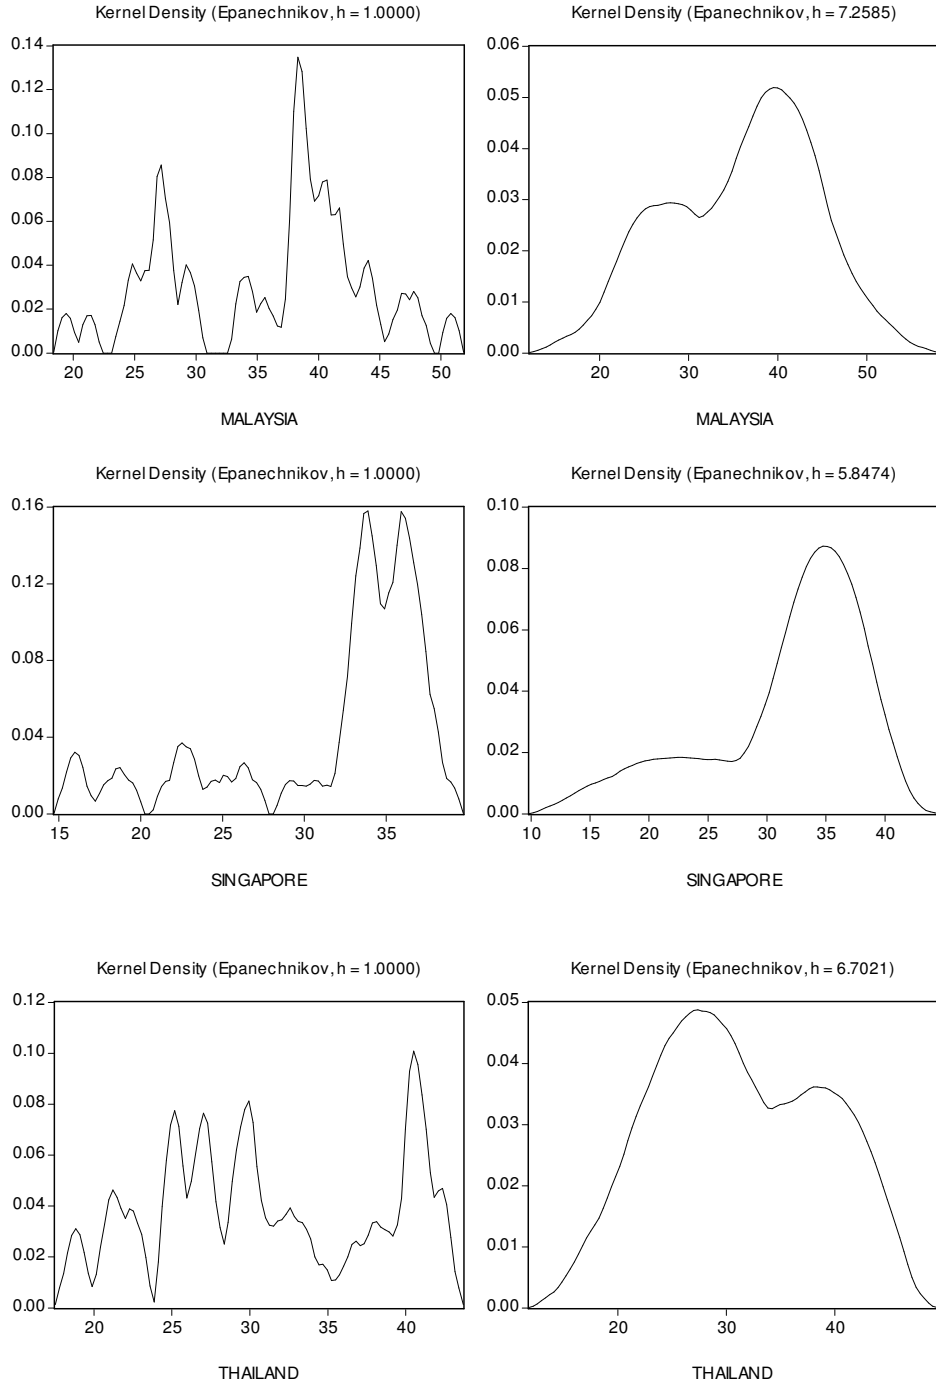 Kernel Density (Epanechnikov, h = 1.0000)
0.14
0.12
0.10
0.08
0.06
0.04
0.02
0.00
20 25 30 35 40 45 50
MALAYSIA
Kernel Density (Epanechnikov, h = 7.2585)
0.06
0.05
0.04
0.03
0.02
0.01
0.00
20 30 40 50
MALAYSIA
Kernel Density (Epanechnikov, h = 1.0000)
0.16
0.12
0.08
0.04
0.00
15 20 25 30 35
SINGAPORE
Kernel Density (Epanechnikov, h = 5.8474)
0.10
0.08
0.06
0.04
0.02
0.00
10 15 20 25 30 35 40
SINGAPORE
Kernel Density (Epanechnikov, h = 1.0000)
0.12
0.10
0.08
0.06
0.04
0.02
0.00
20 25 30 35 40
THAILAND
Kernel Density (Epanechnikov, h = 6.7021)
0.05
0.04
0.03
0.02
0.01
0.00
20 30 40
THAILAND